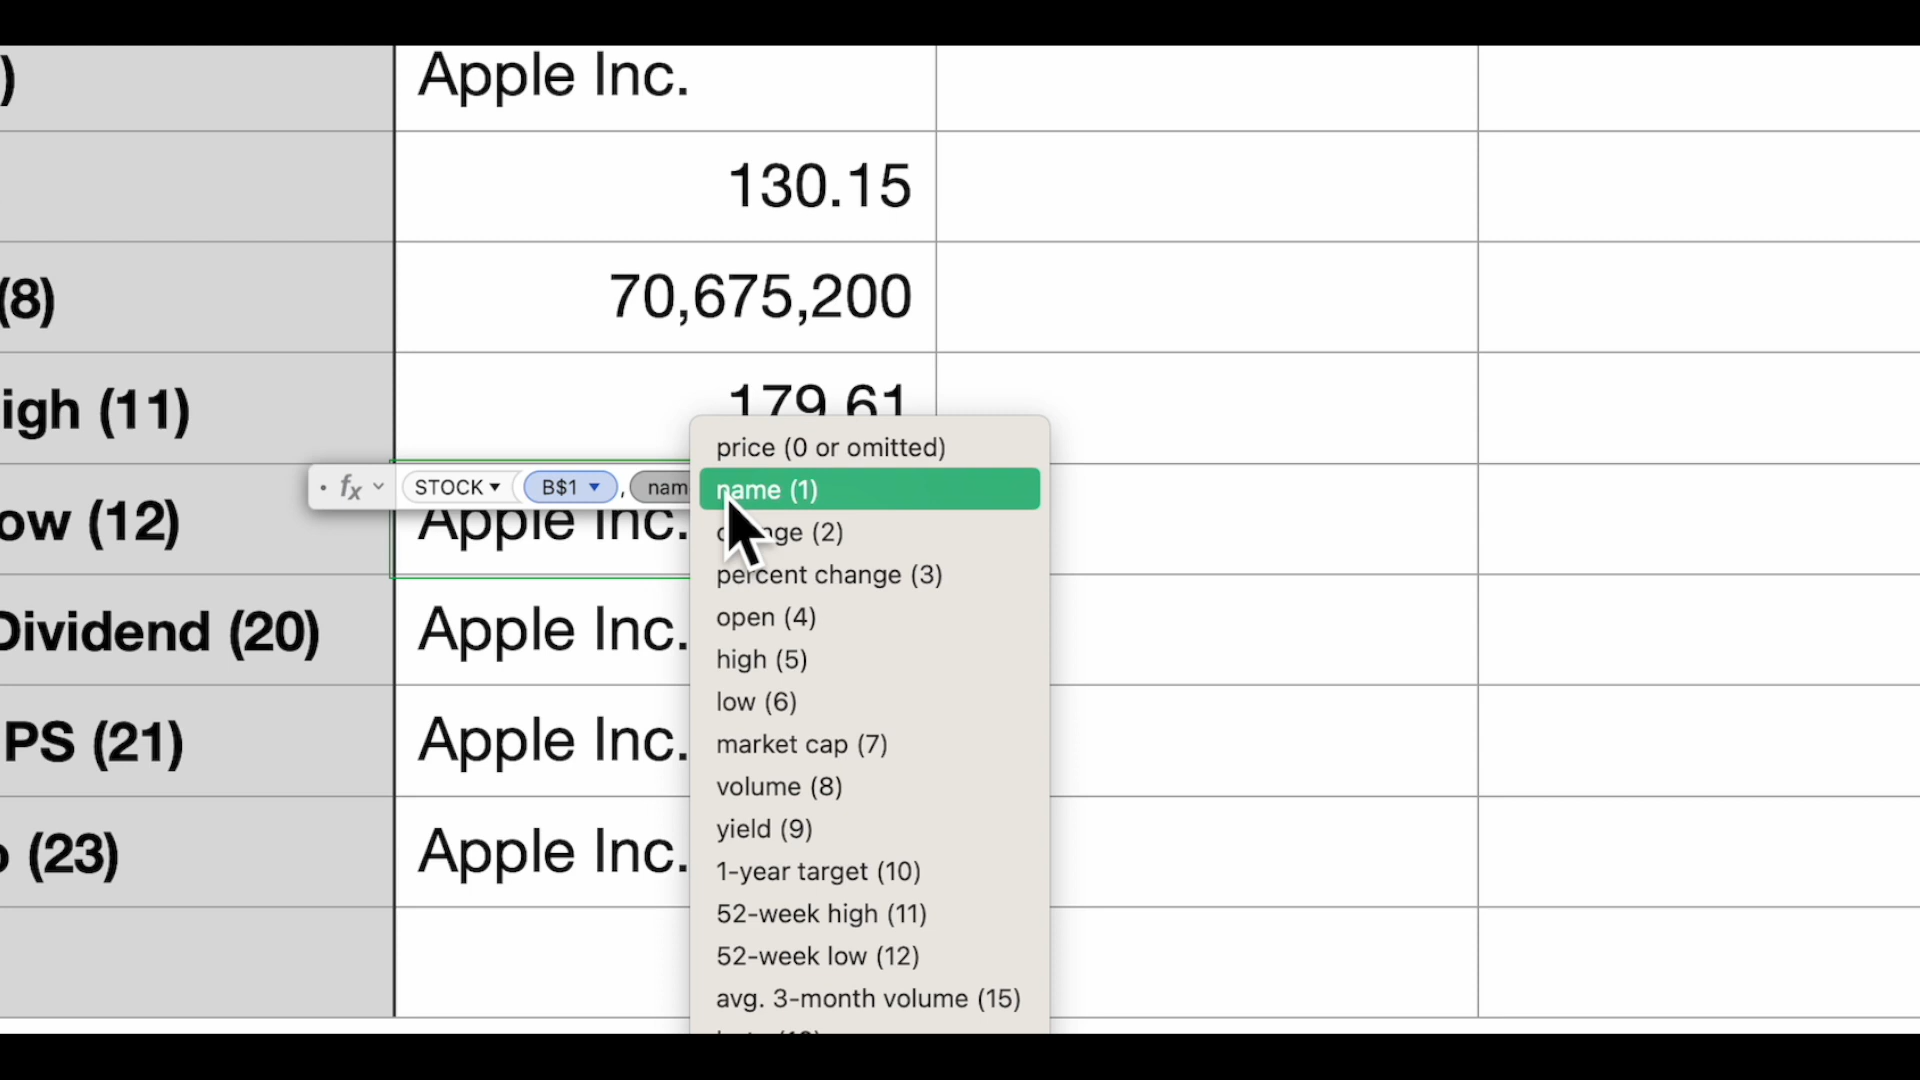 )
Apple Inc.
130.15
(8)
70,675,200
igh (11)
179.61
fx STOCK B$1 , nam
ow (12)
Apple Inc.
Dividend (20)
Apple Inc.
PS (21)
Apple Inc.
(23)
Apple Inc.
price (0 or omitted)
name (1)
change (2)
percent change (3)
open (4)
high (5)
low (6)
market cap (7)
volume (8)
yield (9)
1-year target (10)
52-week high (11)
52-week low (12)
avg. 3-month volume (15)